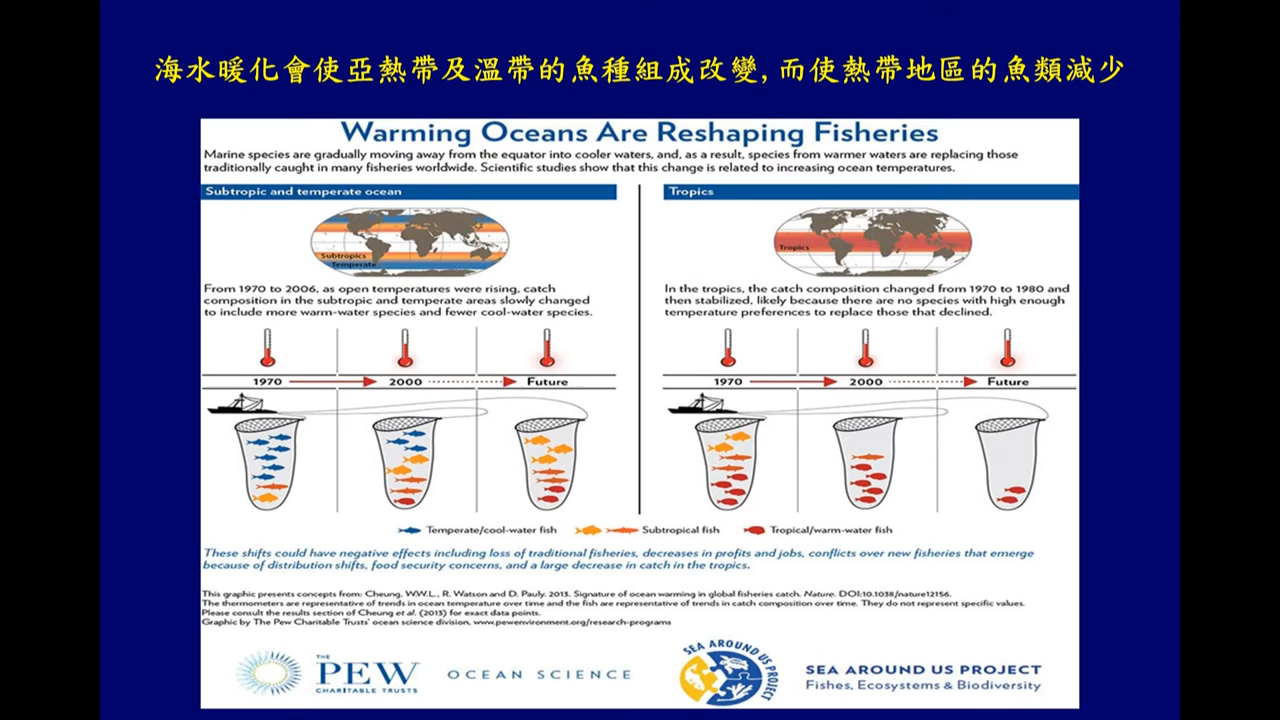 海水暖化會使亞熱帶及溫帶的魚種組成改變, 而使熱帶地區的魚類減少
Warming Oceans Are Reshaping Fisheries
Marine species are gradually moving away from the equator into cooler waters, and, as a result, species from warmer waters are replacing those
traditionally caught in many fisheries worldwide. Scientific studies show that this change is related to increasing ocean temperatures.
Subtropic and temperate ocean
Subtropics
Temperate
From 1970 to 2006, as open temperatures were rising, catch
composition in the subtropic and temperate areas slowly changed
to include more warm-water species and fewer cool-water species.
1970 2000 Future
Tropics
Tropics
In the tropics, the catch composition changed from 1970 to 1980 and
then stabilized, likely because there are no species with high enough
temperature preferences to replace those that declined.
1970 2000 Future
Temperate/cool-water fish Subtropical fish Tropical/warm-water fish
These shifts could have negative effects including loss of traditional fisheries, decreases in profits and jobs, conflicts over new fisheries that emerge
because of distribution shifts, food security concerns, and a large decrease in catch in the tropics.
This graphic presents concepts from: Cheung, W.W.L., R. Watson and D. Pauly. 2013. Signature of ocean warming in global fisheries catch. Nature. DOI:10.1038/nature12156.
The thermometers are representative of trends in ocean temperature over time and the fish are representative of trends in catch composition over time. They do not represent specific values.
Please consult the results section of Cheung et al. (2013) for exact data points.
Graphic by The Pew Charitable Trusts' ocean science division, www.pewenvironment.org/research-programs
THE
PEW
CHARITABLE TRUSTS
OCEAN SCIENCE
SEA AROUND US PROJECT
SEA AROUND US PROJECT
Fishes, Ecosystems & Biodiversity